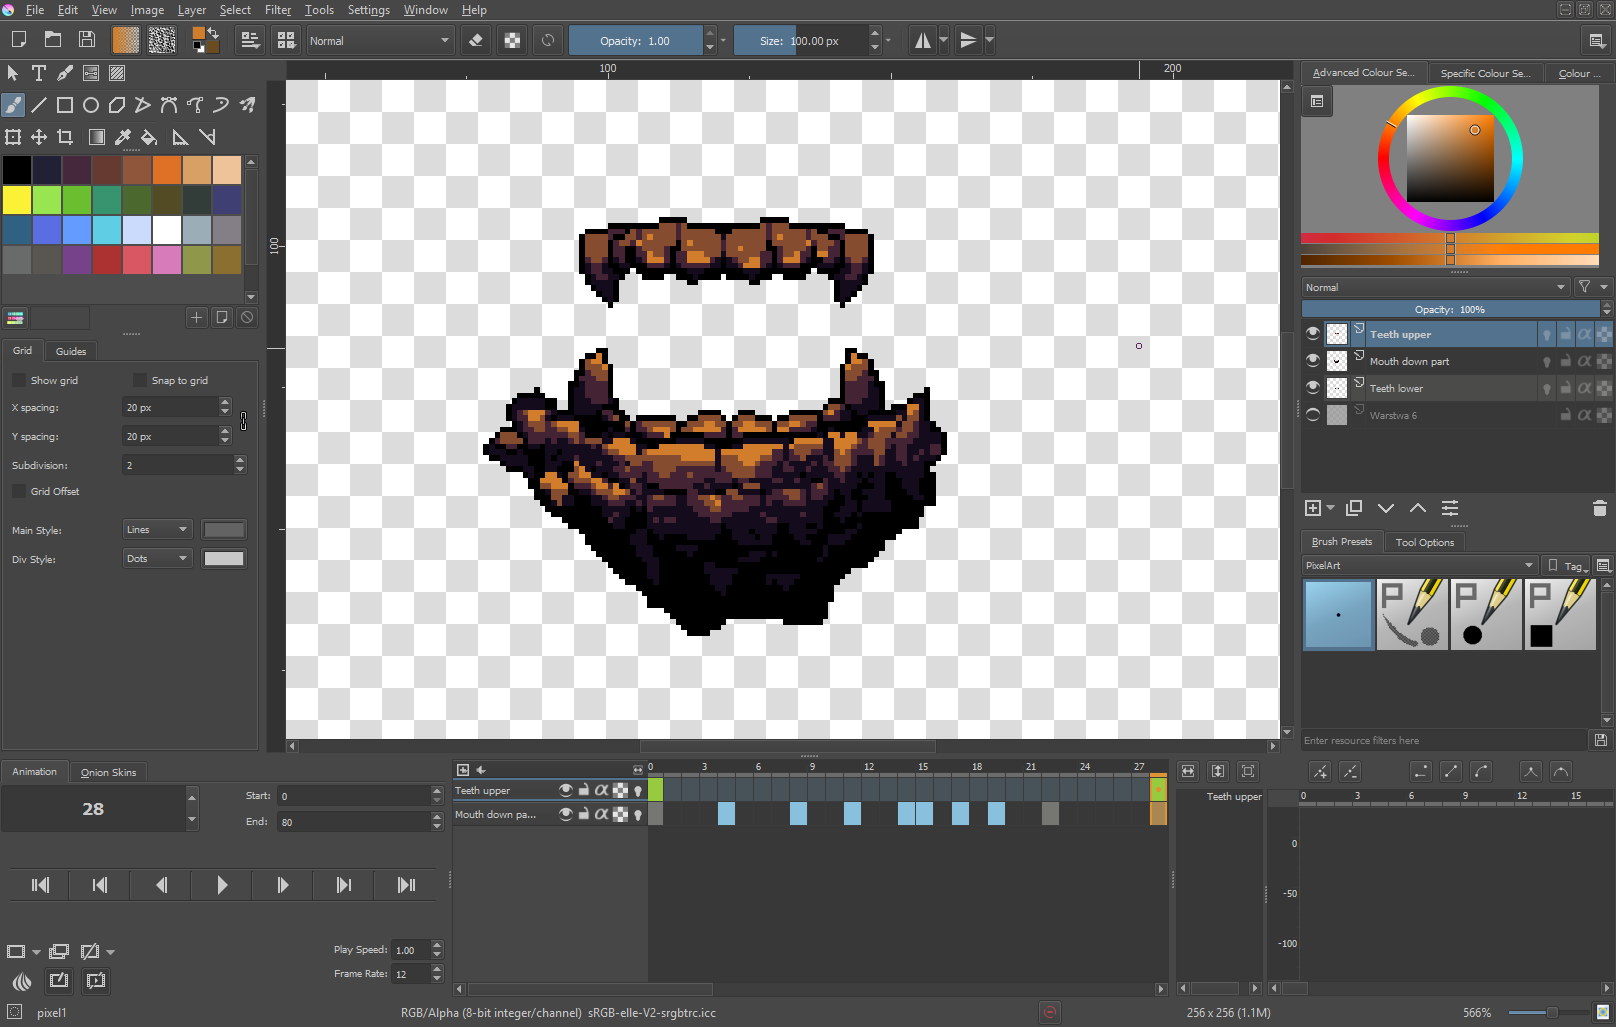 File Edit View Image Layer Select Filter Tools Settings Window Help
Normal Opacity: 1.00 Size: 100.00 px
100 200
100
Advanced Colour Se... Specific Colour Se... Colour ...
Normal
Opacity: 100%
Teeth upper
Mouth down part
Teeth lower
Warstwa 6
Grid Guides
Show grid Snap to grid
X spacing: 20 px
Y spacing: 20 px
Subdivision: 2
Grid Offset
Main Style: Lines
Div Style: Dots
Brush Presets Tool Options
PixelArt Tag
Enter resource filters here
Animation Onion Skins
28
Start: 0
End: 80
Play Speed: 1.00
Frame Rate: 12
0 3 6 9 12 15 18 21 24 27
Teeth upper
Mouth down pa...
Teeth upper
0 3 6 9 12 15
0
-50
-100
pixel1 RGB/Alpha (8-bit integer/channel) sRGB-elle-V2-srgbtrc.icc 256 x 256 (1.1M) 566%